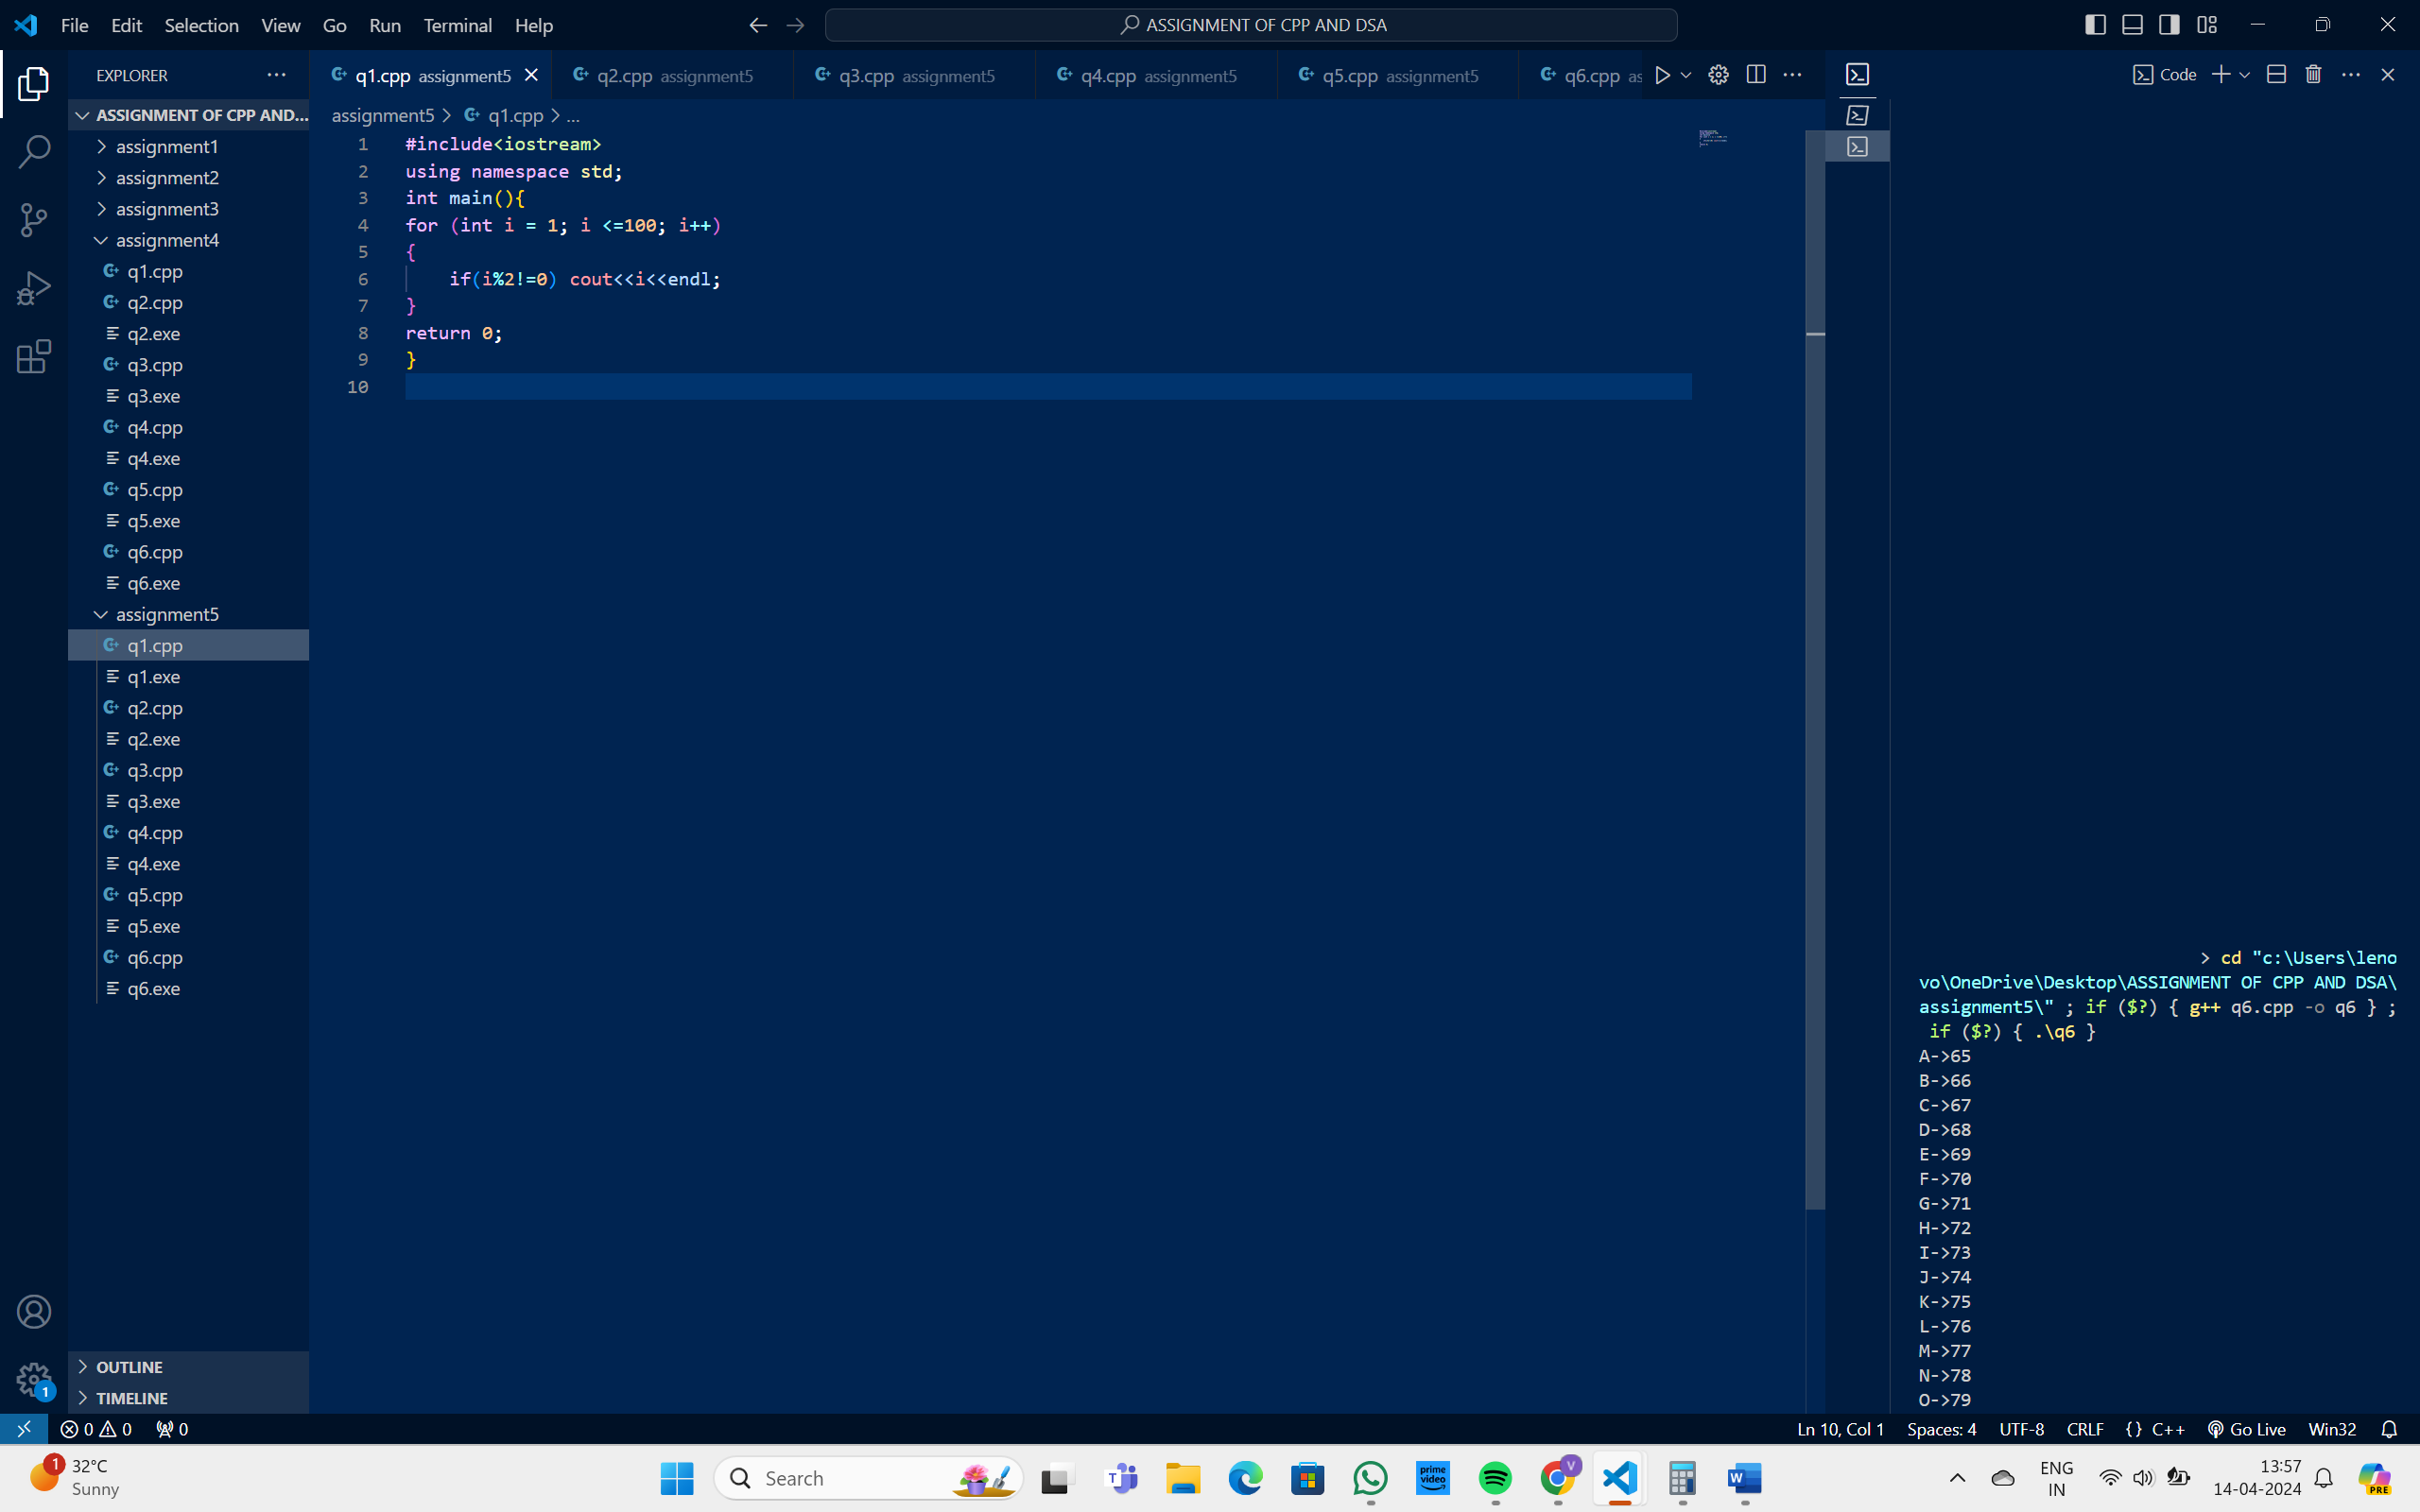 File Edit Selection View Go Run Terminal Help
ASSIGNMENT OF CPP AND DSA
EXPLORER
ASSIGNMENT OF CPP AND...
assignment1
assignment2
assignment3
assignment4
q1.cpp
q2.cpp
q2.exe
q3.cpp
q3.exe
q4.cpp
q4.exe
q5.cpp
q5.exe
q6.cpp
q6.exe
assignment5
q1.cpp
q1.exe
q2.cpp
q2.exe
q3.cpp
q3.exe
q4.cpp
q4.exe
q5.cpp
q5.exe
q6.cpp
q6.exe
OUTLINE
TIMELINE
q1.cpp assignment5 q2.cpp assignment5 q3.cpp assignment5 q4.cpp assignment5 q5.cpp assignment5 q6.cpp as
assignment5 > q1.cpp > ...
1 #include<iostream>
2 using namespace std;
3 int main(){
4 for (int i = 1; i <=100; i++)
5 {
6 if(i%2!=0) cout<<i<<endl;
7 }
8 return 0;
9 }
10
Code
> cd "c:\Users\leno
vo\OneDrive\Desktop\ASSIGNMENT OF CPP AND DSA\
assignment5\" ; if ($?) { g++ q6.cpp -o q6 } ;
if ($?) { .\q6 }
A->65
B->66
C->67
D->68
E->69
F->70
G->71
H->72
I->73
J->74
K->75
L->76
M->77
N->78
O->79
1
0 0 0 Ln 10, Col 1 Spaces: 4 UTF-8 CRLF {} C++ Go Live Win32
1 32°C
Sunny
Search
T
prime video
V
W
ENG
IN
13:57
14-04-2024
PRE